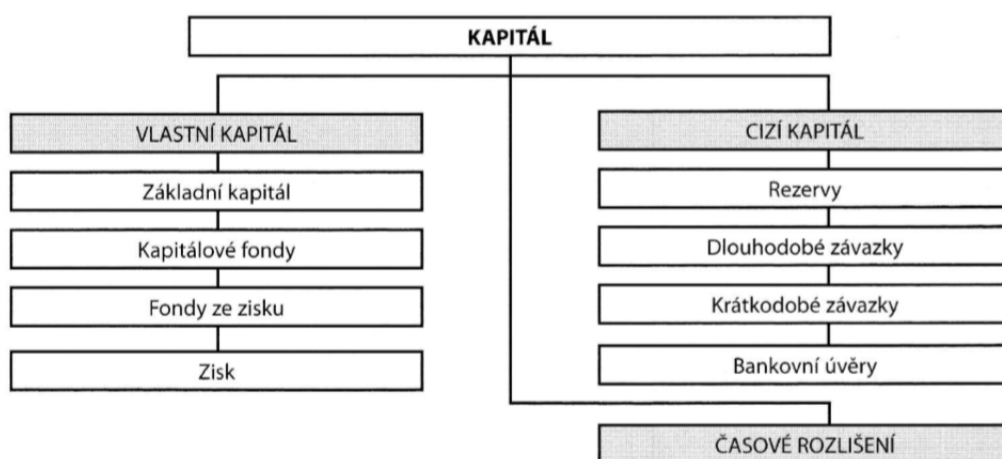 KAPITÁL
VLASTNÍ KAPITÁL
Základní kapitál
Kapitálové fondy
Fondy ze zisku
Zisk
CIZÍ KAPITÁL
Rezervy
Dlouhodobé závazky
Krátkodobé závazky
Bankovní úvěry
ČASOVÉ ROZLIŠENÍ